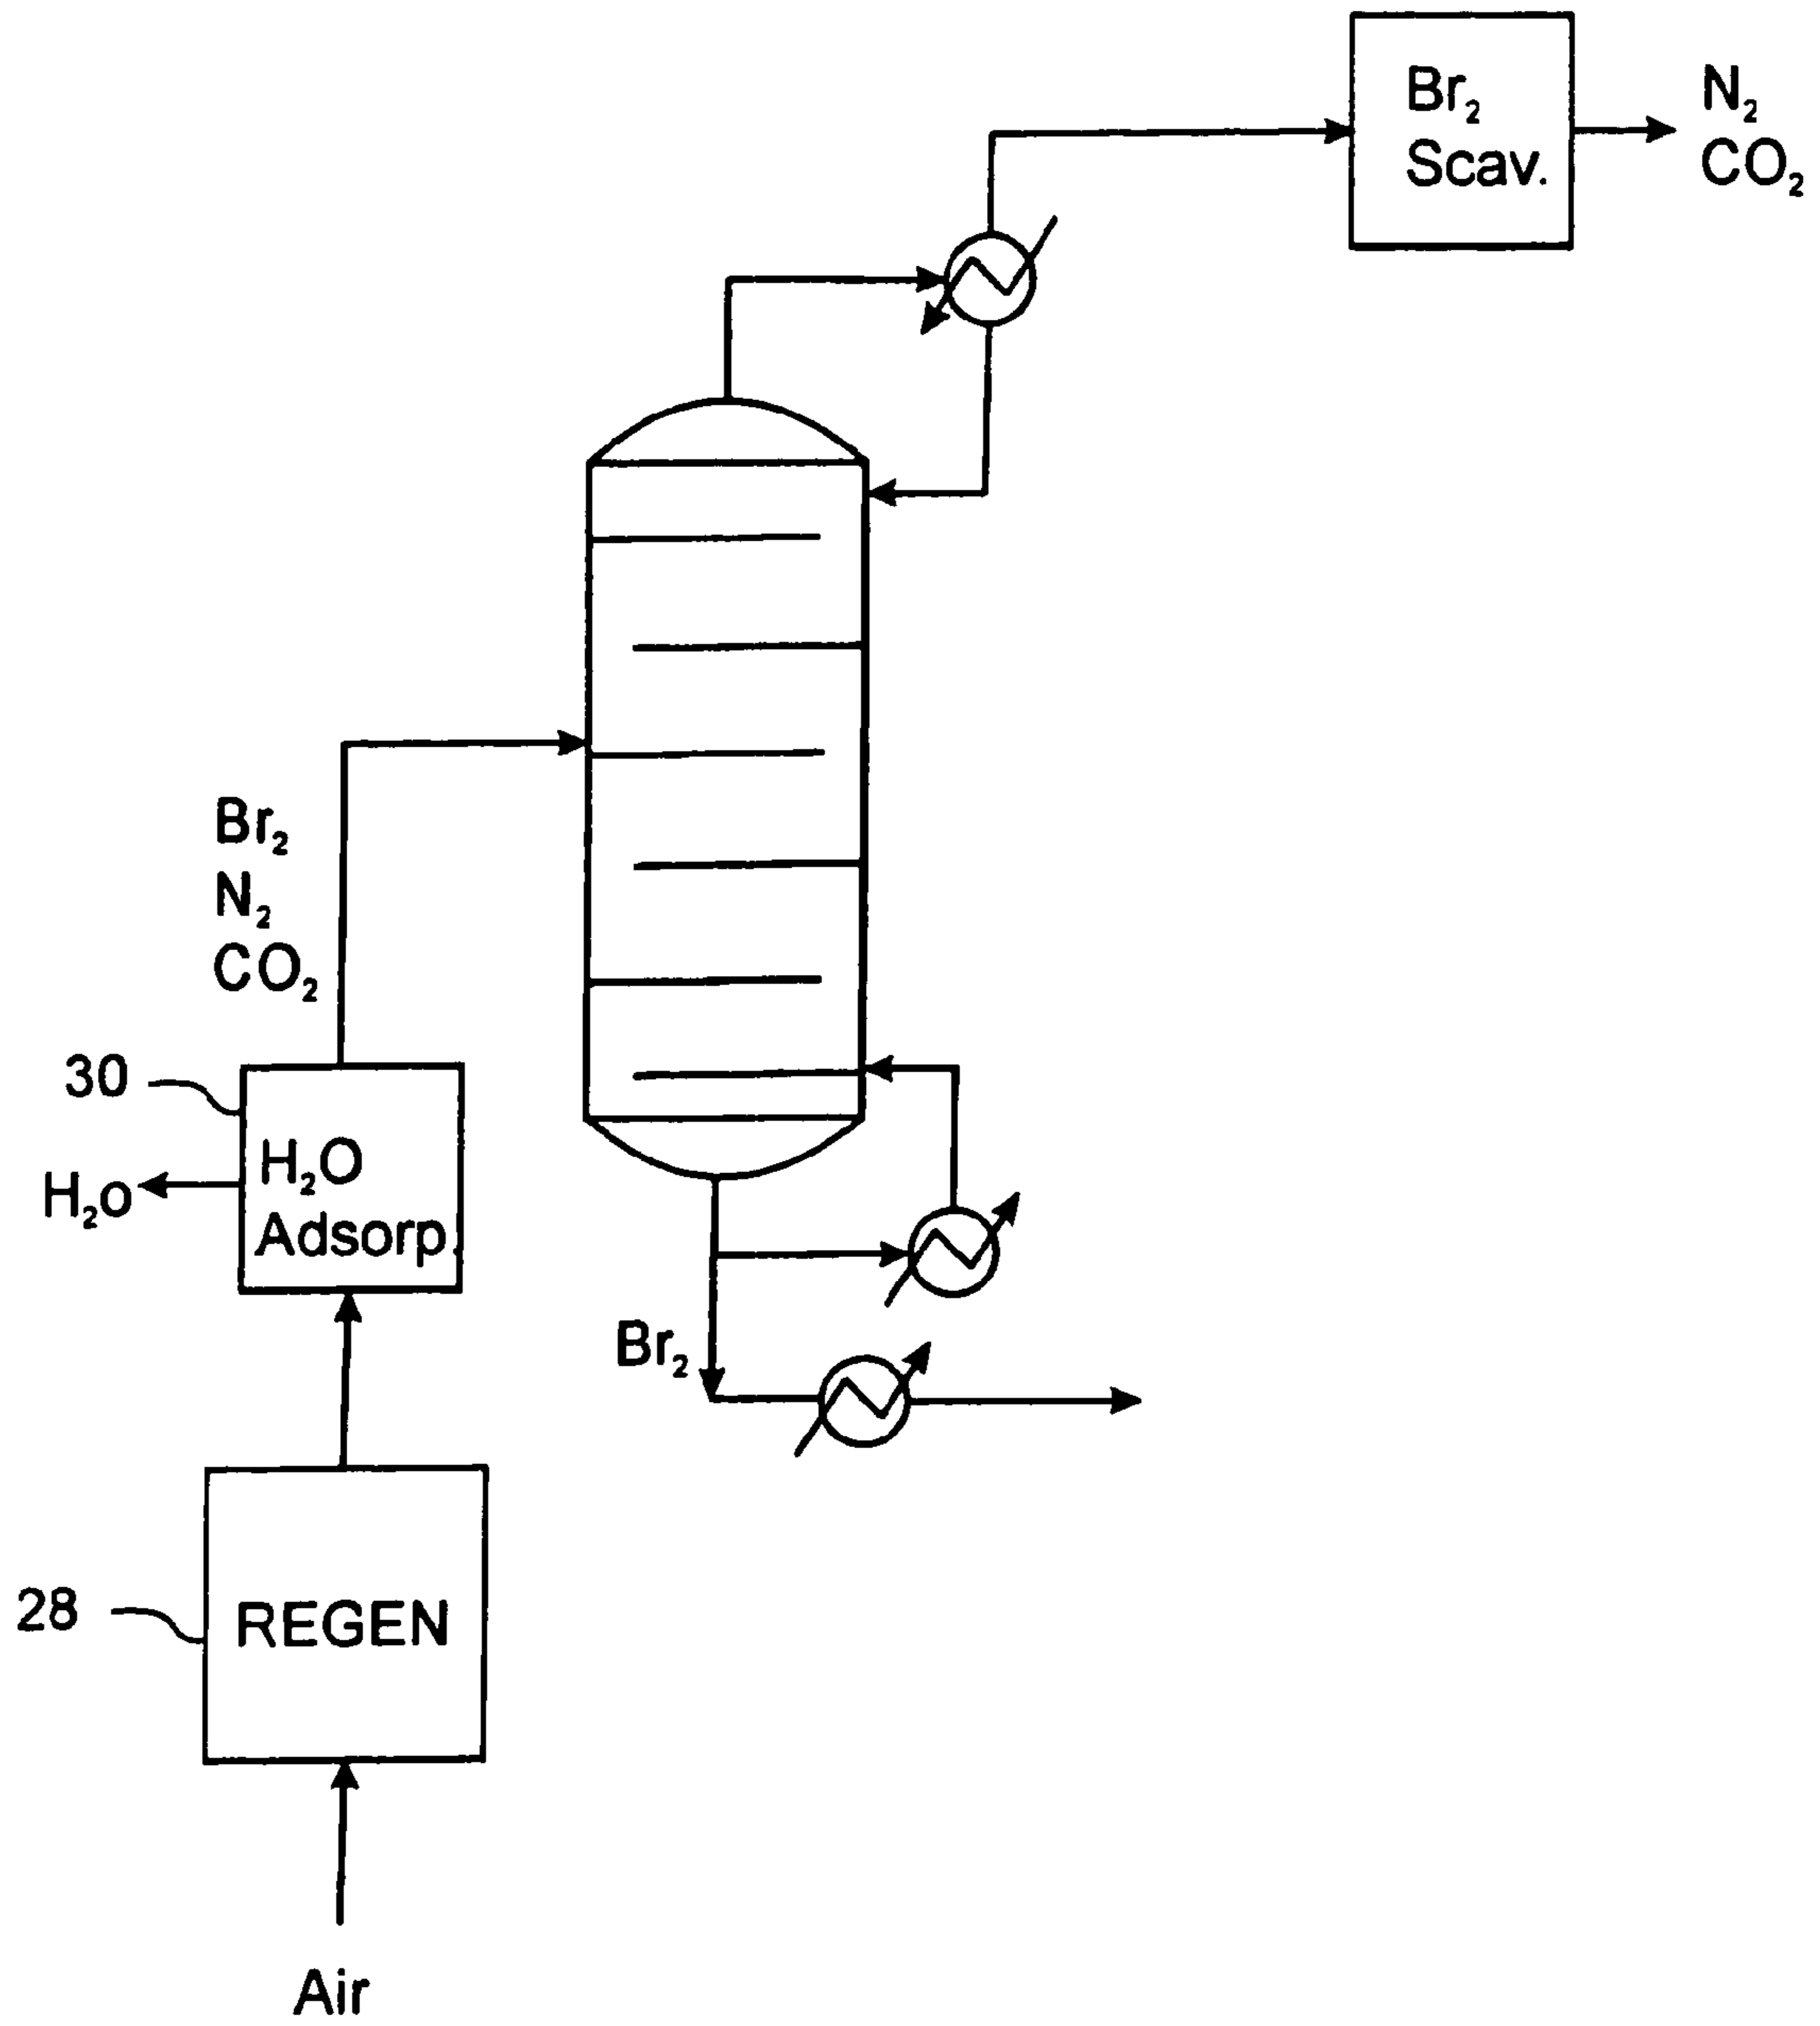 Br₂
Scav.
N₂
CO₂
Br₂
N₂
CO₂
30
H₂O
Adsorp.
H₂o
Br₂
28
REGEN
Air